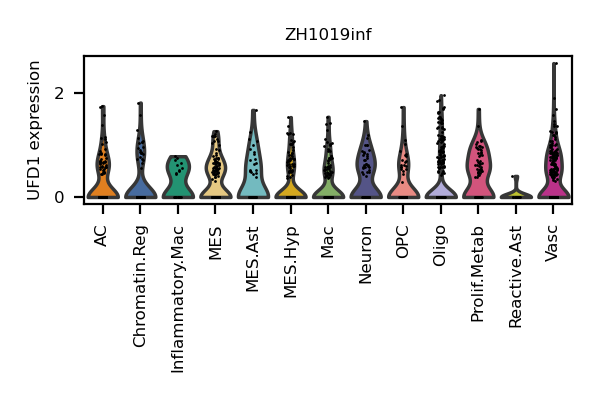 ZH1019inf
UFD1 expression
2
0
AC
Chromatin.Reg
Inflammatory.Mac
MES
MES.Ast
MES.Hyp
Mac
Neuron
OPC
Oligo
Prolif.Metab
Reactive.Ast
Vasc